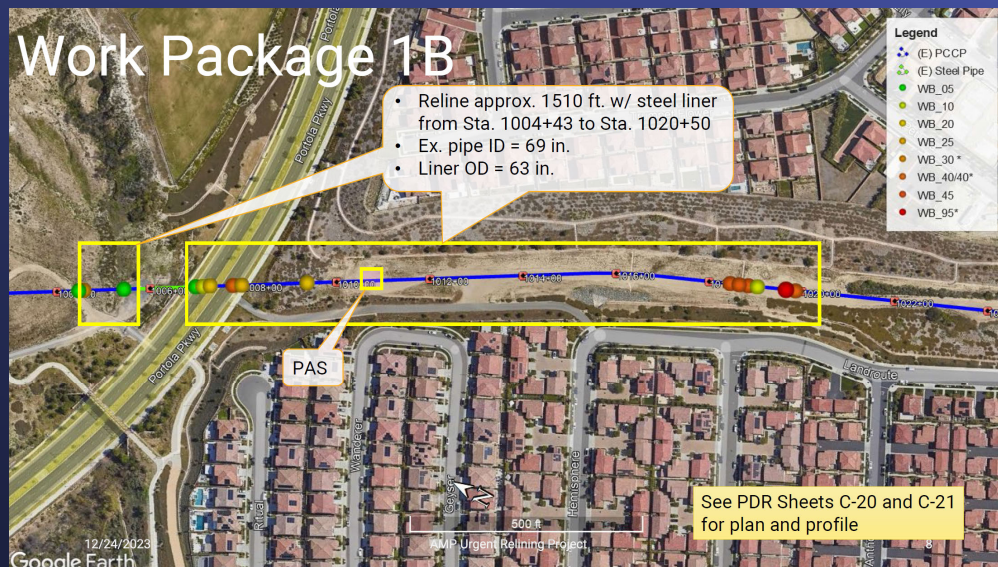 Work Package 1B
• Reline approx. 1510 ft. w/ steel liner
from Sta. 1004+43 to Sta. 1020+50
• Ex. pipe ID = 69 in.
• Liner OD = 63 in.
Legend
(E) PCCP
(E) Steel Pipe
WB_05
WB_10
WB_20
WB_25
WB_30 *
WB_40/40*
WB_45
WB_95*
Portola Pkwy
Portola Pkwy
Portola Pkwy
008+00
1012+00
1014+00
1016+00
1022+00
PAS
Landroute
Ritual
Wanderer
Geyser
Hemisphere
N
500 ft
See PDR Sheets C-20 and C-21
for plan and profile
12/24/2023
AMP Urgent Relining Project
8
Google Earth